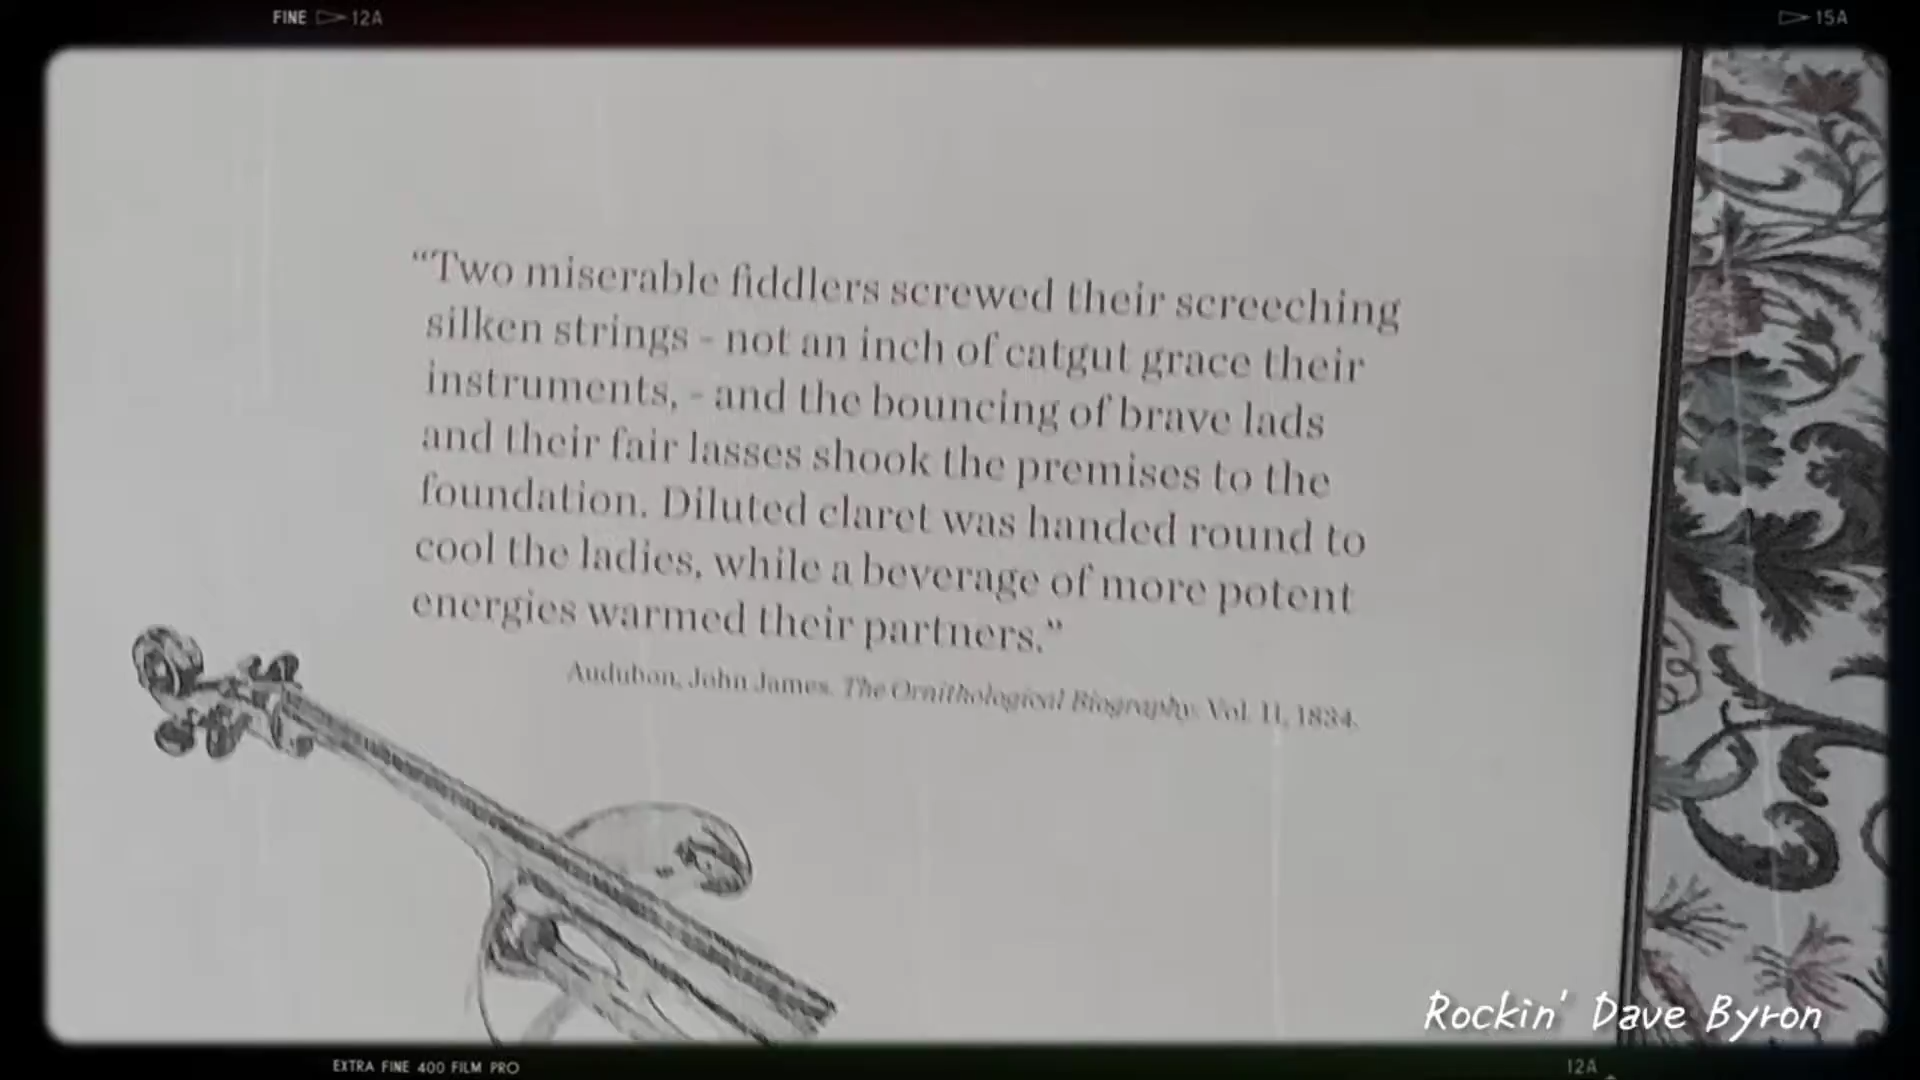 FINE 12A
15A
“Two miserable fiddlers screwed their screeching
silken strings - not an inch of catgut grace their
instruments, - and the bouncing of brave lads
and their fair lasses shook the premises to the
foundation. Diluted claret was handed round to
cool the ladies, while a beverage of more potent
energies warmed their partners.”
Audubon, John James. The Ornithological Biography. Vol. II, 1834.
Rockin' Dave Byron
EXTRA FINE 400 FILM PRO
12A